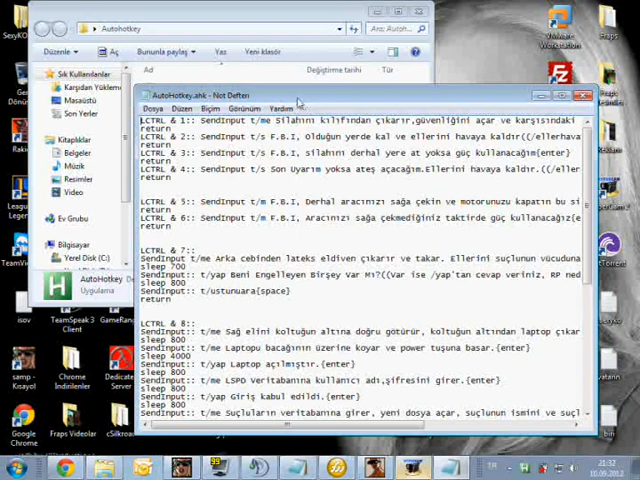 SexyKO
Autohotkey
Arao: Autoh...
Düzenle
Aç
Bununla paylaş
Yaz
Yeni klasör
Ad
Değiştirme tarihi
Tür
Sık Kullanılanlar
Karşıdan Yükleme
Masaüstü
Son Yerler
Kitaplıklar
Belgeler
Müzik
Resimler
Video
Ev Grubu
Bilgisayar
Yerel Disk (C:)
AutoHotkey
Uygulama
AutoHotkey.ahk - Not Defteri
Dosya Düzen Biçim Görünüm Yardım
LCTRL & 1:: SendInput t/me Silahını kılıfından çıkarır,güvenliğini açar ve karşısındaki
return
LCTRL & 2:: SendInput t/s F.B.I, Olduğun yerde kal ve ellerini havaya kaldır((/ellerhava
return
LCTRL & 3:: SendInput t/s F.B.I, silahını derhal yere at yoksa güç kullanacağım{enter}
return
LCTRL & 4:: SendInput t/s Son Uyarım yoksa ateş açacağım.Ellerini havaya kaldır.((/eller
return
LCTRL & 5:: SendInput t/m F.B.I, Derhal aracınızı sağa çekin ve motorunuzu kapatın bu si
return
LCTRL & 6:: SendInput t/m F.B.I, Aracınızı sağa çekmediğiniz taktirde güç kullanacağız{e
return
LCTRL & 7::
SendInput:: t/me Arka cebinden lateks eldiven çıkarır ve takar. Ellerini suçlunun vücuduna
sleep 700
SendInput:: t/yap Beni Engelleyen Birşey Var Mı?((Var ise /yap'tan cevap veriniz, RP ned
sleep 800
SendInput:: t/ustunuara{space}
return
LCTRL & 8::
SendInput:: t/me Sağ elini koltuğun altına doğru götürür, koltuğun altından laptop çıkar
sleep 800
SendInput:: t/me Laptopu bacağının üzerine koyar ve power tuşuna basar.{enter}
sleep 4000
SendInput:: t/yap Laptop açılmıştır.{enter}
sleep 800
SendInput:: t/me LSPD Veritabanına kullanıcı adı,şifresini girer.{enter}
sleep 800
SendInput:: t/yap Giriş kabul edildi.{enter}
sleep 800
SendInput:: t/me Suçluların veritabanına girer, yeni dosya açar, suçlunun ismini ve suçl
VMware
Fraps
League
Legends
TeamView
isov
TeamSpeak 3
Client
GameRang
samp -
Kısayol
Chrome
İndirilenler
Dedicate
Server
Google
Chrome
Fraps Videolar
cSilkroa
bin
99
TR
21:32
10.09.2012